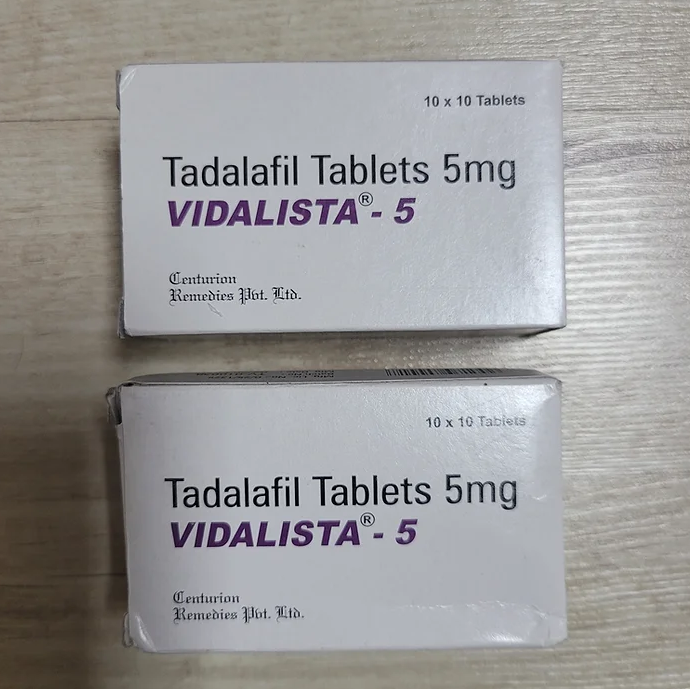 10 x 10 Tablets
Tadalafil Tablets 5mg
VIDALISTA® - 5
Centurion
Remedies Pvt. Ltd.
10 x 10 Tablets
Tadalafil Tablets 5mg
VIDALISTA® - 5
Centurion
Remedies Pvt. Ltd.